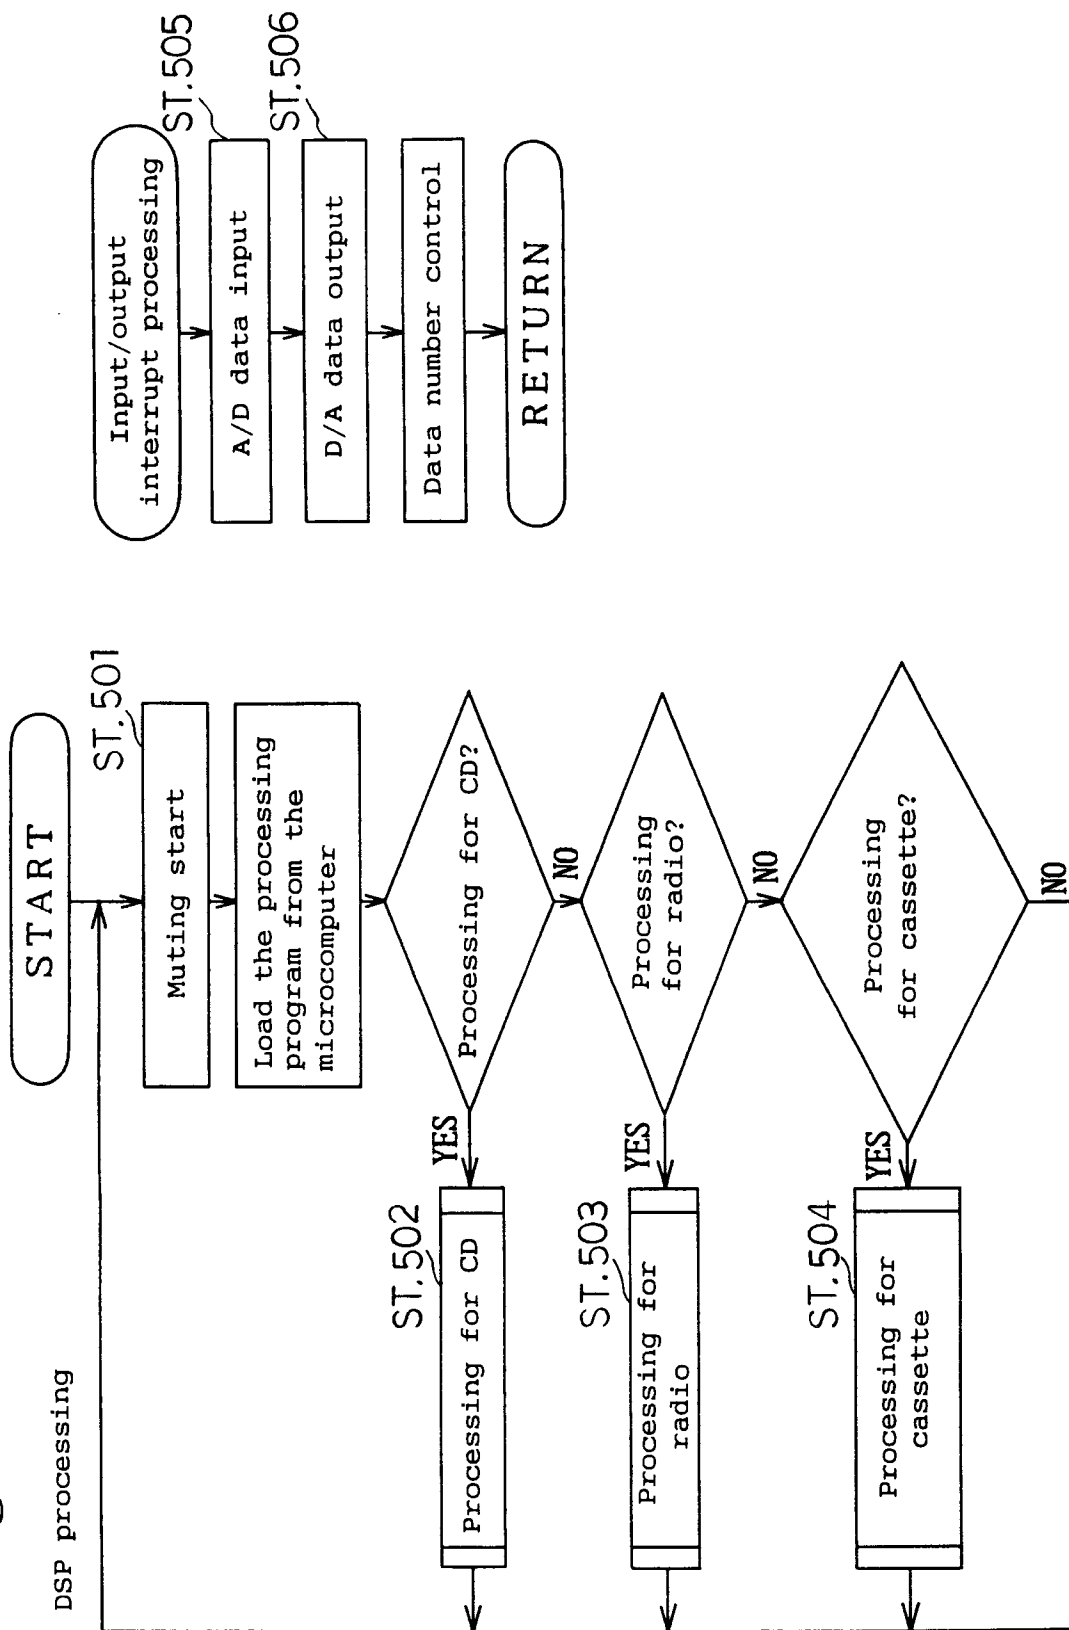 DSP processing
START
ST.501
Muting start
Load the processing
program from the
microcomputer
Processing for CD?
YES
NO
ST.502
Processing for CD
Processing
for radio?
YES
NO
ST.503
Processing for
radio
Processing
for cassette?
YES
NO
ST.504
Processing for
cassette
Input/output
interrupt processing
ST.505
A/D data input
ST.506
D/A data output
Data number control
RETURN